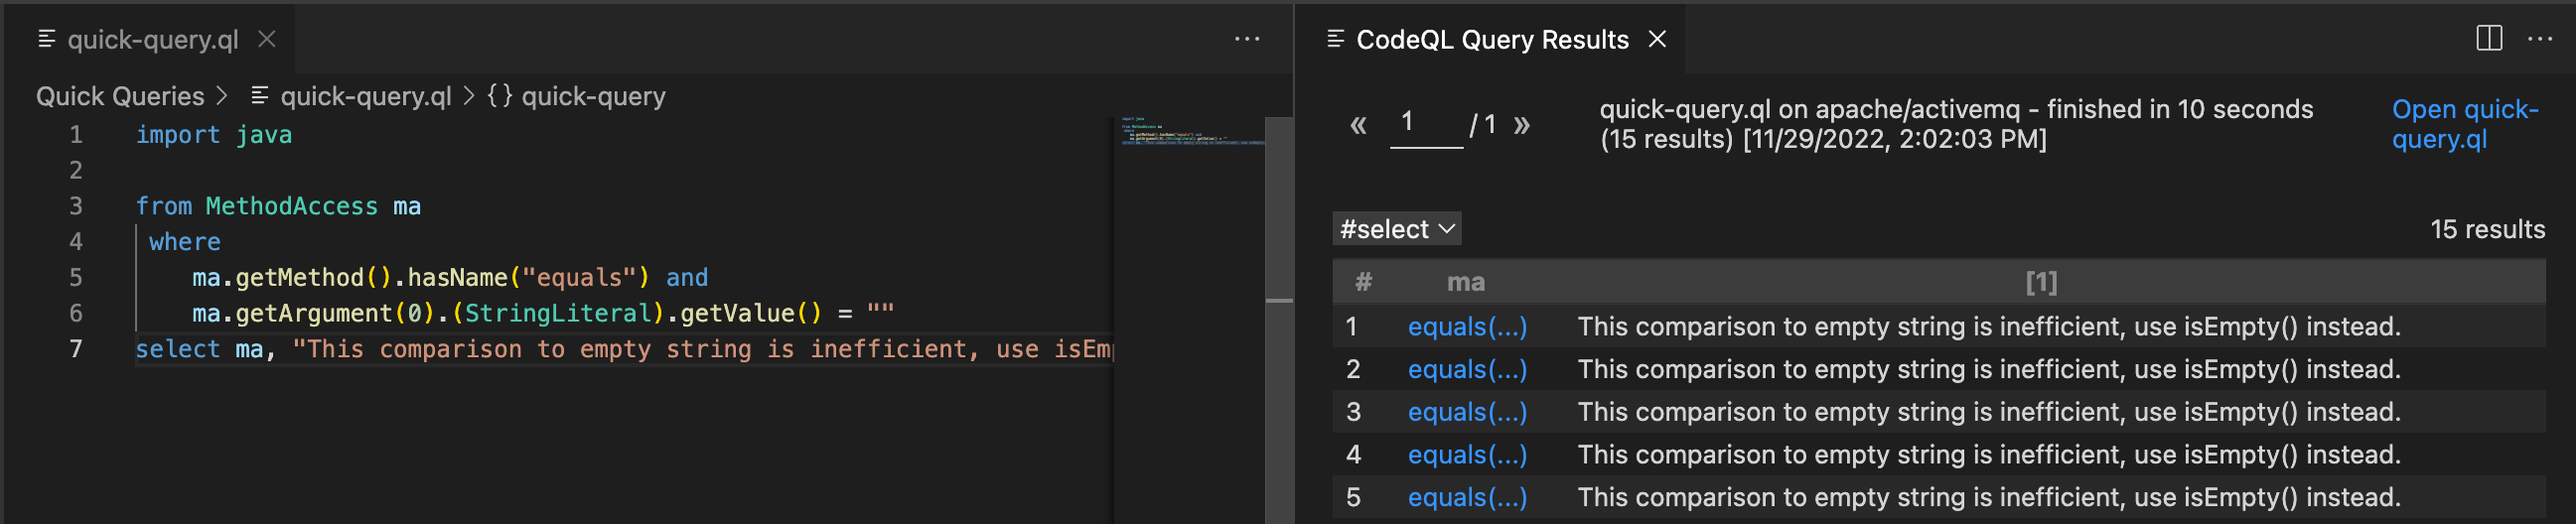 quick-query.ql
Quick Queries > quick-query.ql > {} quick-query
1 import java
2
3 from MethodAccess ma
4 where
5 ma.getMethod().hasName("equals") and
6 ma.getArgument(0).(StringLiteral).getValue() = ""
7 select ma, "This comparison to empty string is inefficient, use isEm
CodeQL Query Results
« 1 / 1 »
quick-query.ql on apache/activemq - finished in 10 seconds
(15 results) [11/29/2022, 2:02:03 PM]
Open quick-
query.ql
#select
15 results
# ma [1]
1 equals(...) This comparison to empty string is inefficient, use isEmpty() instead.
2 equals(...) This comparison to empty string is inefficient, use isEmpty() instead.
3 equals(...) This comparison to empty string is inefficient, use isEmpty() instead.
4 equals(...) This comparison to empty string is inefficient, use isEmpty() instead.
5 equals(...) This comparison to empty string is inefficient, use isEmpty() instead.